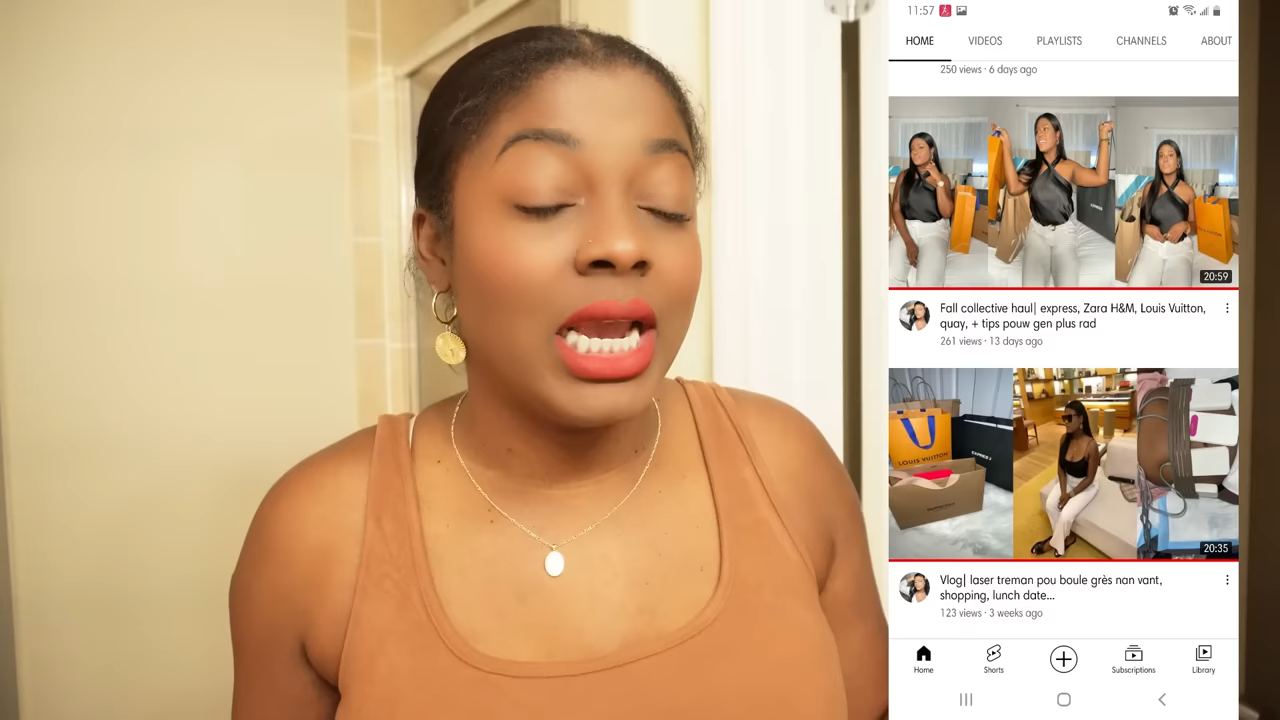 11:57
HOME VIDEOS PLAYLISTS CHANNELS ABOUT
250 views · 6 days ago
20:59
Fall collective haul| express, Zara H&M, Louis Vuitton,
quay, + tips pouw gen plus rad
261 views · 13 days ago
LOUIS VUITTON
EXPRESS
20:35
Vlog| laser treman pou boule grès nan vant,
shopping, lunch date...
123 views · 3 weeks ago
Home Shorts Subscriptions Library